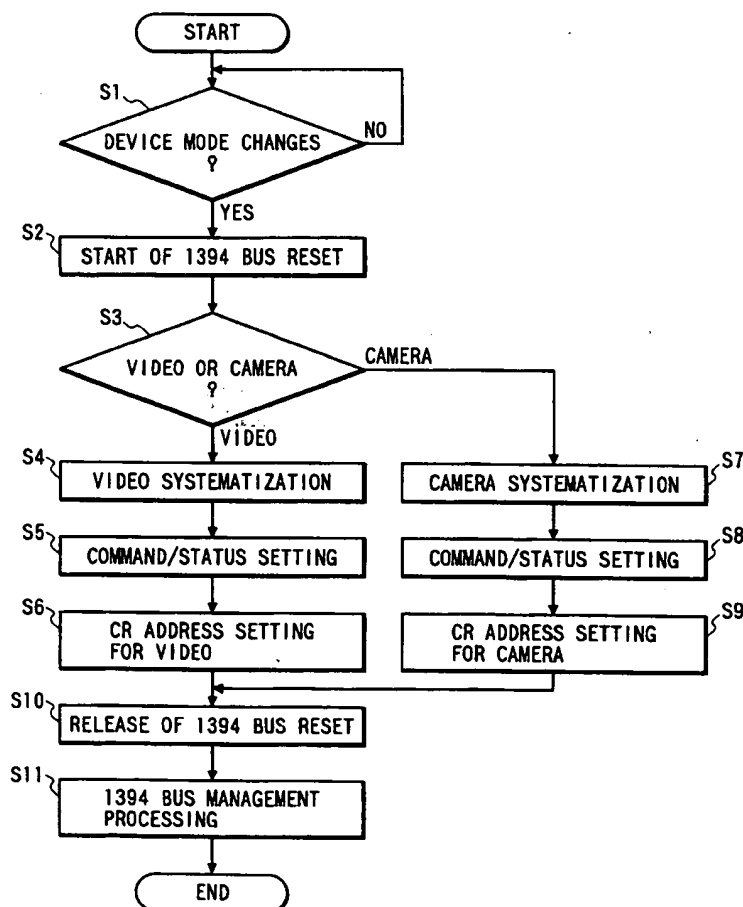 START
S1
DEVICE MODE CHANGES
?
NO
YES
S2
START OF 1394 BUS RESET
S3
VIDEO OR CAMERA
?
CAMERA
VIDEO
S4
VIDEO SYSTEMATIZATION
S7
CAMERA SYSTEMATIZATION
S5
COMMAND/STATUS SETTING
S8
COMMAND/STATUS SETTING
S6
CR ADDRESS SETTING
FOR VIDEO
S9
CR ADDRESS SETTING
FOR CAMERA
S10
RELEASE OF 1394 BUS RESET
S11
1394 BUS MANAGEMENT
PROCESSING
END